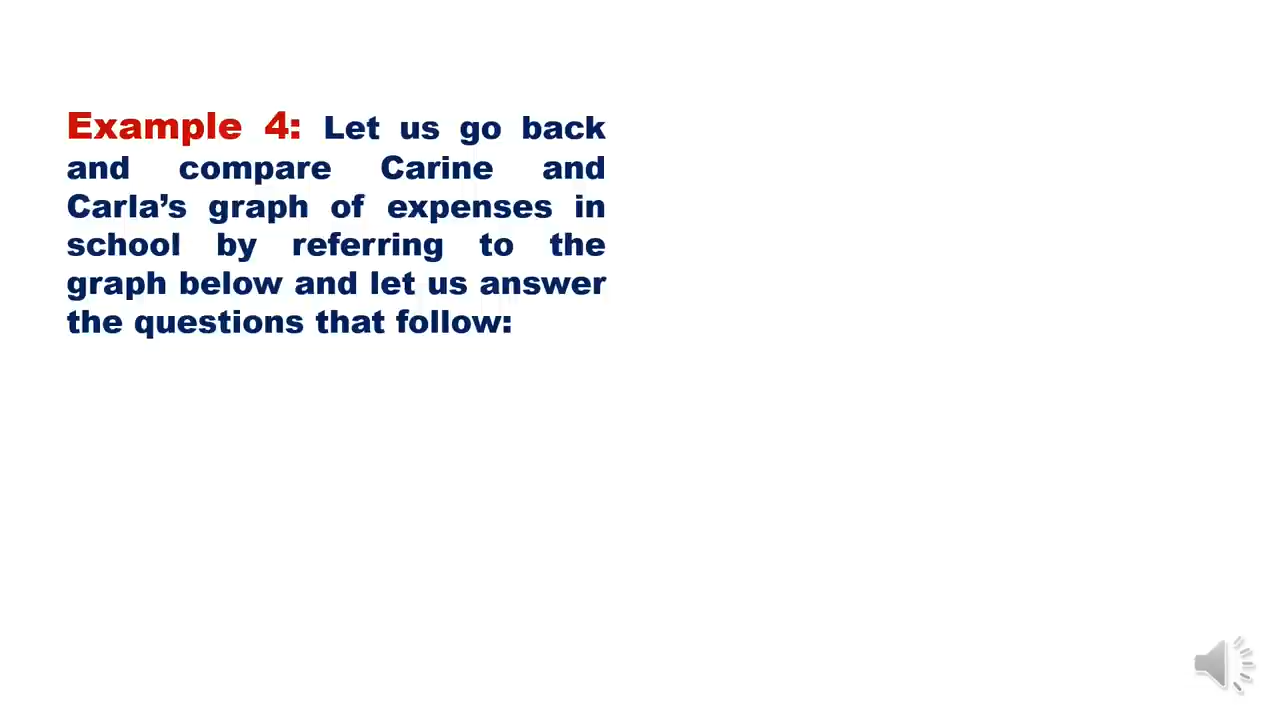 Example 4: Let us go back
and compare Carine and
Carla’s graph of expenses in
school by referring to the
graph below and let us answer
the questions that follow: